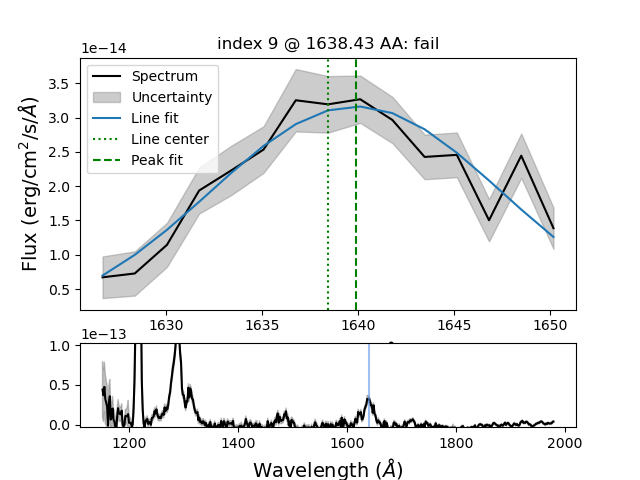 index 9 @ 1638.43 AA: fail
1e−14
Spectrum
Uncertainty
Line fit
Line center
Peak fit
3.5
3.0
2.5
2.0
1.5
1.0
0.5
Flux (erg/cm²/s/Å)
1630 1635 1640 1645 1650
1e−13
1.0
0.5
0.0
1200 1400 1600 1800 2000
Wavelength (Å)